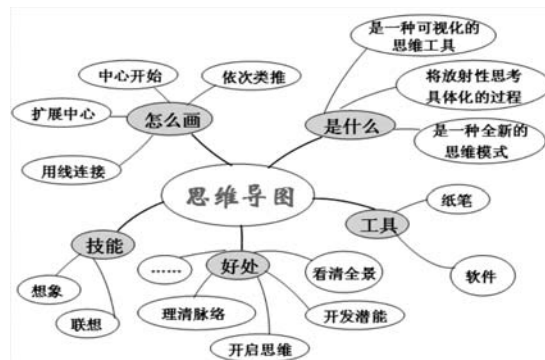 是一种可视化的
思维工具
中心开始
依次类推
将放射性思考
具体化的过程
扩展中心
怎么画
是什么
是一种全新的
思维模式
用线连接
思维导图
纸笔
工具
技能
……
好处
看清全景
软件
想象
理清脉络
开发潜能
联想
开启思维